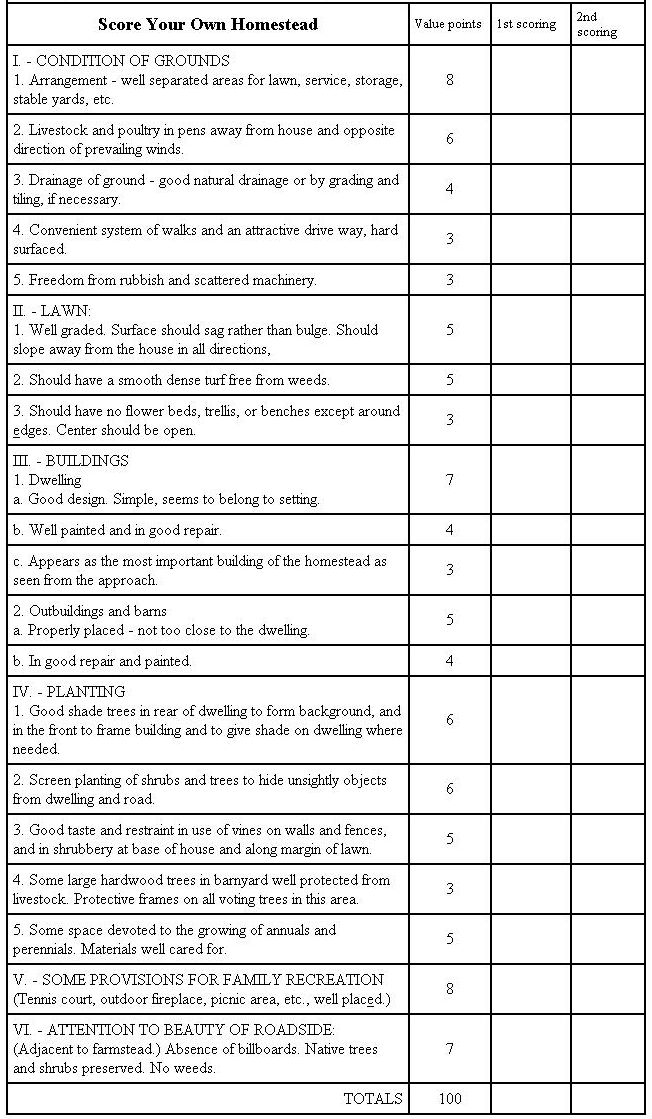 Score Your Own Homestead
Value points
1st scoring
2nd
scoring
I. - CONDITION OF GROUNDS
1. Arrangement - well separated areas for lawn, service, storage,
stable yards, etc.
8
2. Livestock and poultry in pens away from house and opposite
direction of prevailing winds.
6
3. Drainage of ground - good natural drainage or by grading and
tiling, if necessary.
4
4. Convenient system of walks and an attractive drive way, hard
surfaced.
3
5. Freedom from rubbish and scattered machinery.
3
II. - LAWN:
1. Well graded. Surface should sag rather than bulge. Should
slope away from the house in all directions,
5
2. Should have a smooth dense turf free from weeds.
5
3. Should have no flower beds, trellis, or benches except around
edges. Center should be open.
3
III. - BUILDINGS
1. Dwelling
a. Good design. Simple, seems to belong to setting.
7
b. Well painted and in good repair.
4
c. Appears as the most important building of the homestead as
seen from the approach.
3
2. Outbuildings and barns
a. Properly placed - not too close to the dwelling.
5
b. In good repair and painted.
4
IV. - PLANTING
1. Good shade trees in rear of dwelling to form background, and
in the front to frame building and to give shade on dwelling where
needed.
6
2. Screen planting of shrubs and trees to hide unsightly objects
from dwelling and road.
6
3. Good taste and restraint in use of vines on walls and fences,
and in shrubbery at base of house and along margin of lawn.
5
4. Some large hardwood trees in barnyard well protected from
livestock. Protective frames on all voting trees in this area.
3
5. Some space devoted to the growing of annuals and
perennials. Materials well cared for.
5
V. - SOME PROVISIONS FOR FAMILY RECREATION
(Tennis court, outdoor fireplace, picnic area, etc., well placed.)
8
VI. - ATTENTION TO BEAUTY OF ROADSIDE:
(Adjacent to farmstead.) Absence of billboards. Native trees
and shrubs preserved. No weeds.
7
TOTALS
100